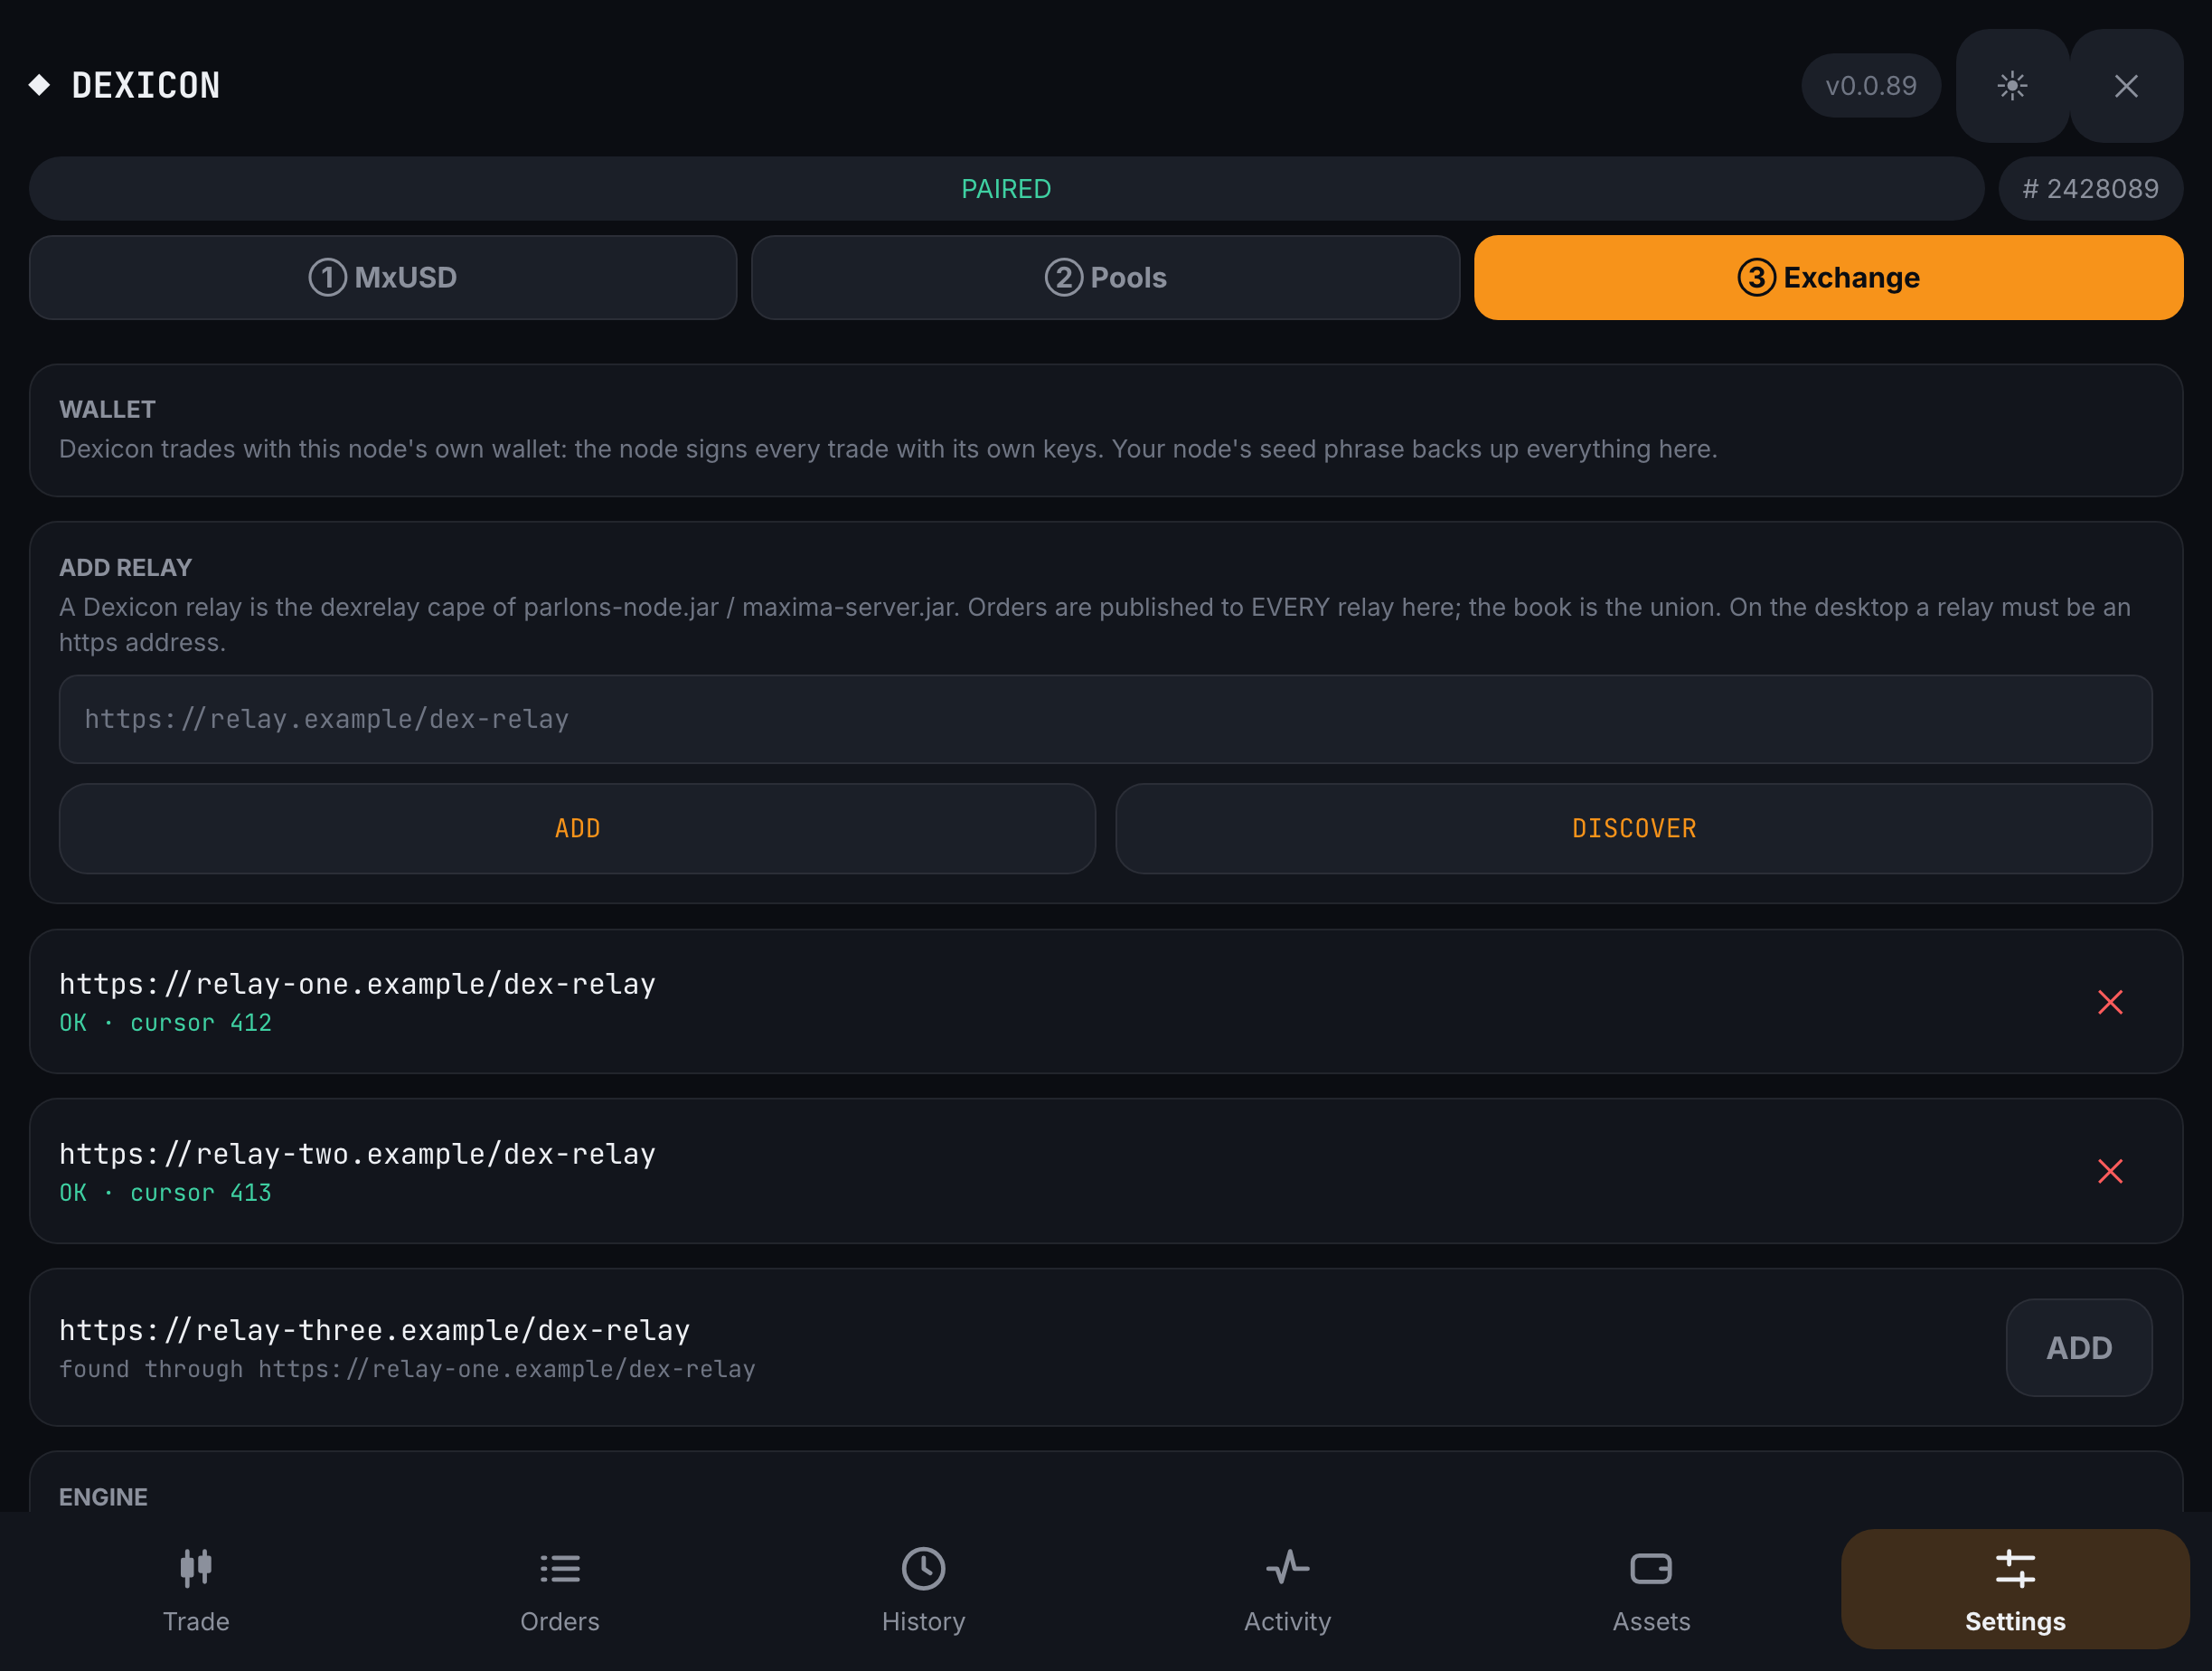 DEXICON
v0.0.89
PAIRED
# 2428089
① MxUSD
② Pools
③ Exchange
WALLET
Dexicon trades with this node's own wallet: the node signs every trade with its own keys. Your node's seed phrase backs up everything here.
ADD RELAY
A Dexicon relay is the dexrelay cape of parlons-node.jar / maxima-server.jar. Orders are published to EVERY relay here; the book is the union. On the desktop a relay must be an
https address.
https://relay.example/dex-relay
ADD
DISCOVER
https://relay-one.example/dex-relay
OK · cursor 412
https://relay-two.example/dex-relay
OK · cursor 413
https://relay-three.example/dex-relay
found through https://relay-one.example/dex-relay
ADD
ENGINE
Trade
Orders
History
Activity
Assets
Settings